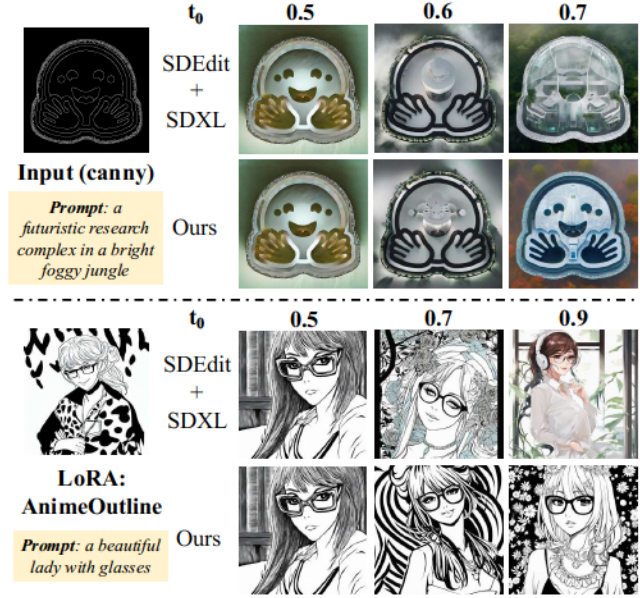 t₀ 0.5 0.6 0.7
SDEdit
+
SDXL
Input (canny)
Prompt: a
futuristic research
complex in a bright
foggy jungle
Ours
t₀ 0.5 0.7 0.9
SDEdit
+
SDXL
LoRA:
AnimeOutline
Prompt: a beautiful
lady with glasses
Ours